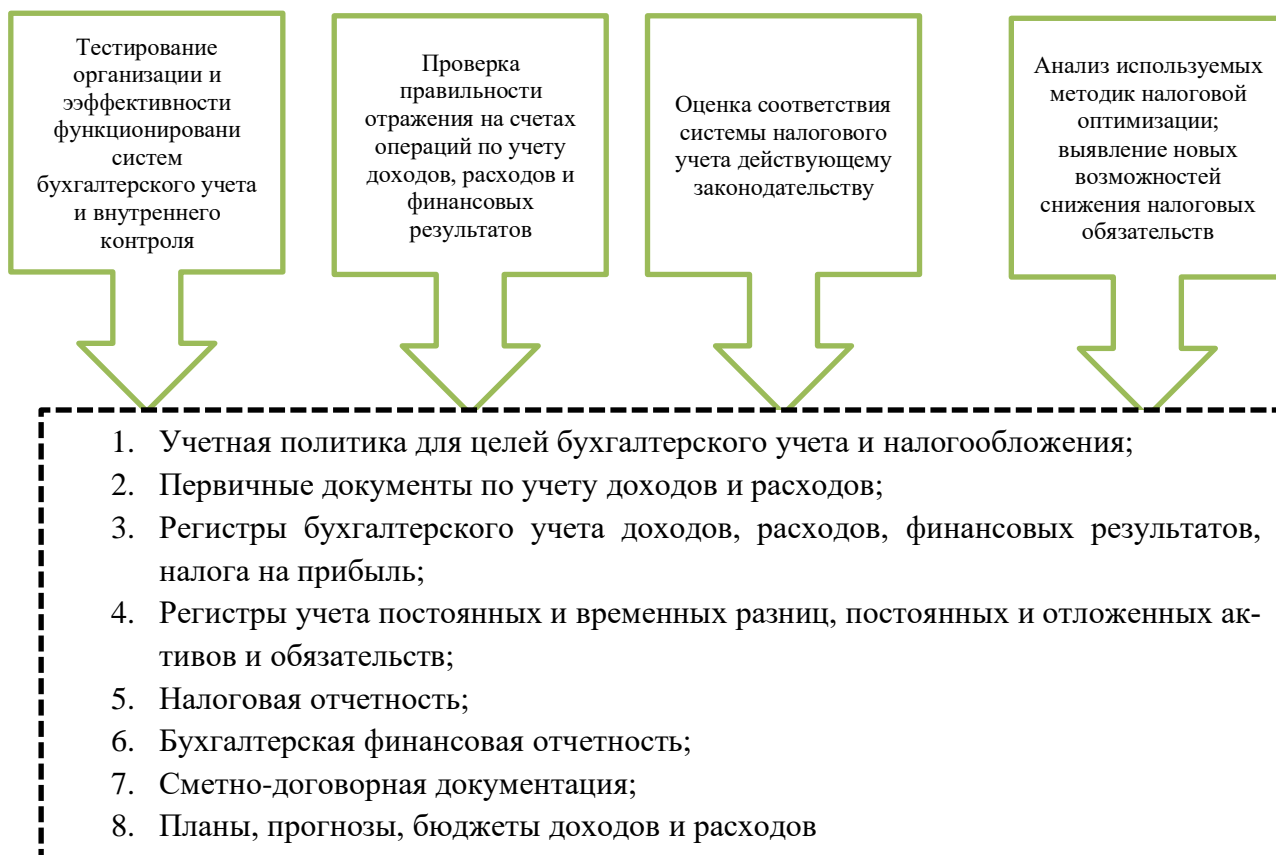 Тестирование
организации и
ээффективности
функционировани
систем
бухгалтерского учета
и внутреннего
контроля
Проверка
правильности
отражения на счетах
операций по учету
доходов, расходов и
финансовых
результатов
Оценка соответствия
системы налогового
учета действующему
законодательству
Анализ используемых
методик налоговой
оптимизации;
выявление новых
возможностей
снижения налоговых
обязательств
1. Учетная политика для целей бухгалтерского учета и налогообложения;
2. Первичные документы по учету доходов и расходов;
3. Регистры бухгалтерского учета доходов, расходов, финансовых результатов,
налога на прибыль;
4. Регистры учета постоянных и временных разниц, постоянных и отложенных ак-
тивов и обязательств;
5. Налоговая отчетность;
6. Бухгалтерская финансовая отчетность;
7. Сметно-договорная документация;
8. Планы, прогнозы, бюджеты доходов и расходов